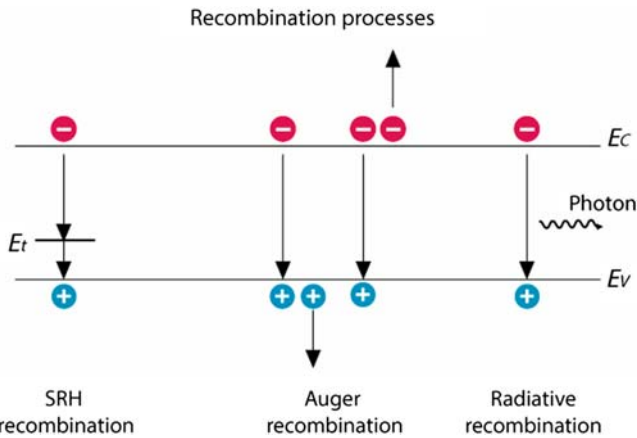 Recombination processes
Ec
Photon
Et
Ev
SRH
recombination
Auger
recombination
Radiative
recombination